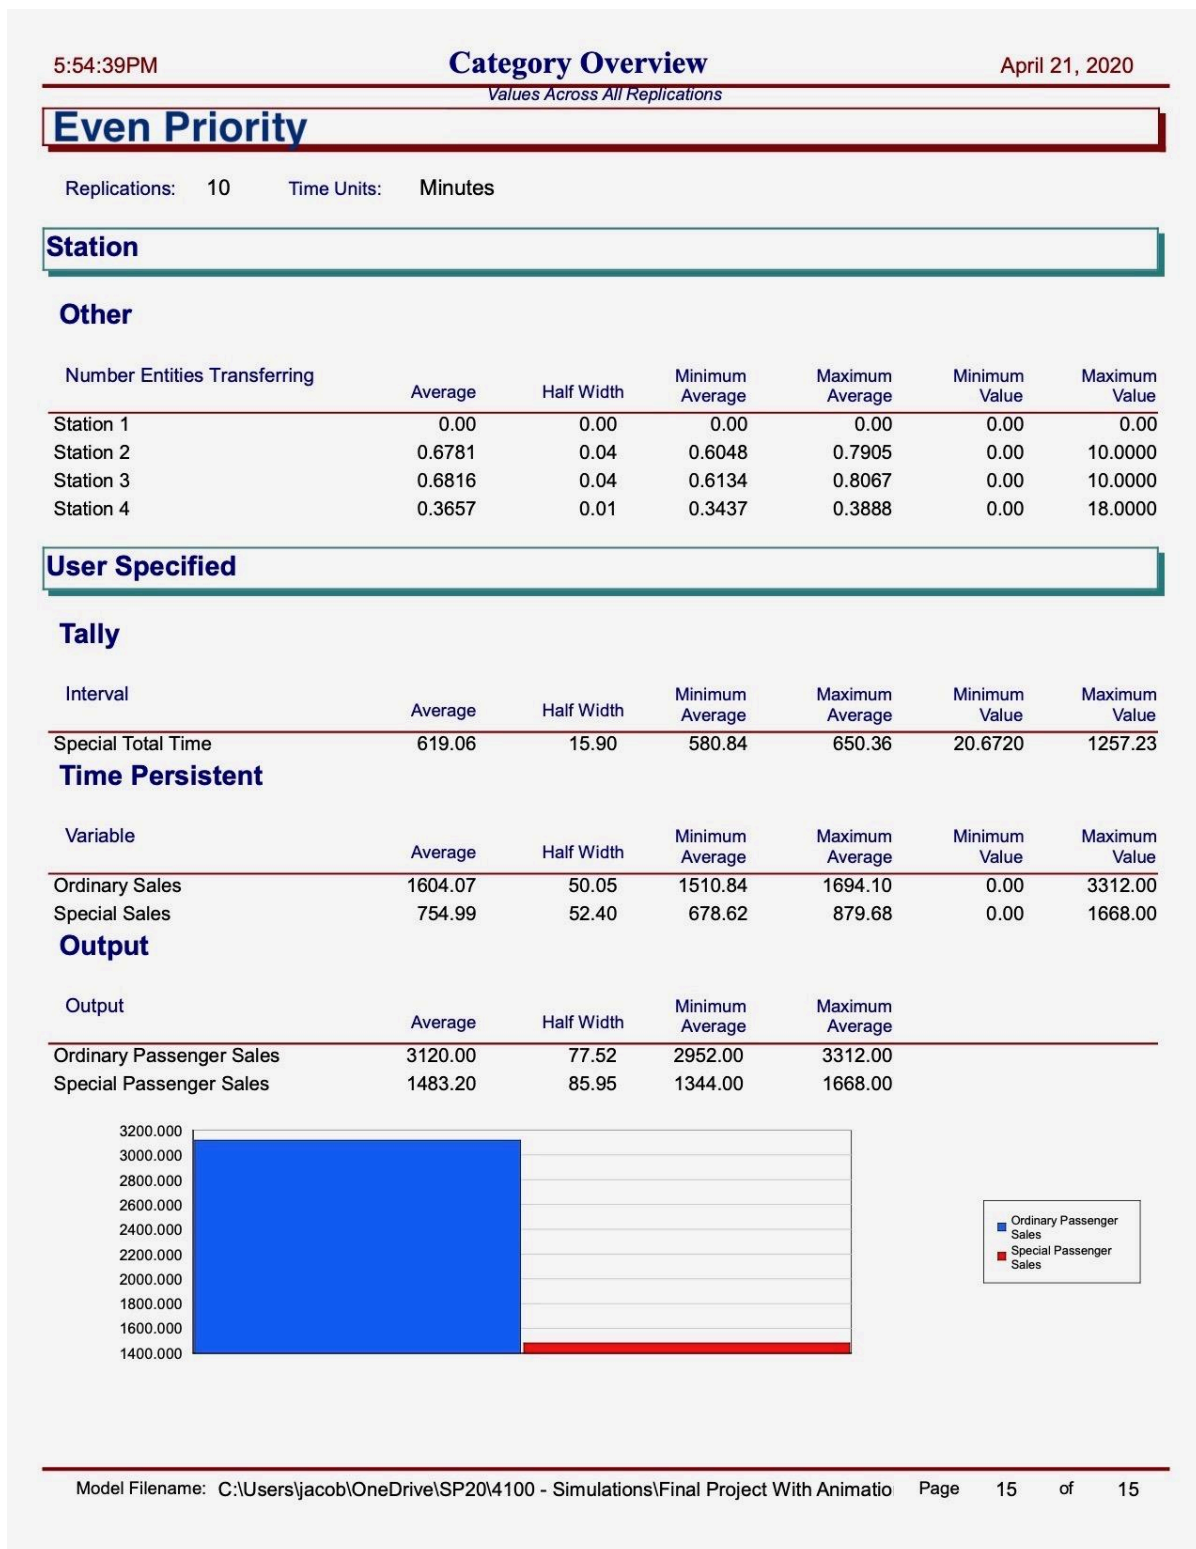 5:54:39PM Category Overview April 21, 2020
Values Across All Replications
Even Priority
Replications: 10 Time Units: Minutes
Station
Other
Number Entities Transferring Average Half Width Minimum Average Maximum Average Minimum Value Maximum Value
Station 1 0.00 0.00 0.00 0.00 0.00 0.00
Station 2 0.6781 0.04 0.6048 0.7905 0.00 10.0000
Station 3 0.6816 0.04 0.6134 0.8067 0.00 10.0000
Station 4 0.3657 0.01 0.3437 0.3888 0.00 18.0000
User Specified
Tally
Interval Average Half Width Minimum Average Maximum Average Minimum Value Maximum Value
Special Total Time 619.06 15.90 580.84 650.36 20.6720 1257.23
Time Persistent
Variable Average Half Width Minimum Average Maximum Average Minimum Value Maximum Value
Ordinary Sales 1604.07 50.05 1510.84 1694.10 0.00 3312.00
Special Sales 754.99 52.40 678.62 879.68 0.00 1668.00
Output
Output Average Half Width Minimum Average Maximum Average
Ordinary Passenger Sales 3120.00 77.52 2952.00 3312.00
Special Passenger Sales 1483.20 85.95 1344.00 1668.00
3200.000
3000.000
2800.000
2600.000
2400.000
2200.000
2000.000
1800.000
1600.000
1400.000
Ordinary Passenger
Sales
Special Passenger
Sales
Model Filename: C:\Users\jacob\OneDrive\SP20\4100 - Simulations\Final Project With Animatio Page 15 of 15